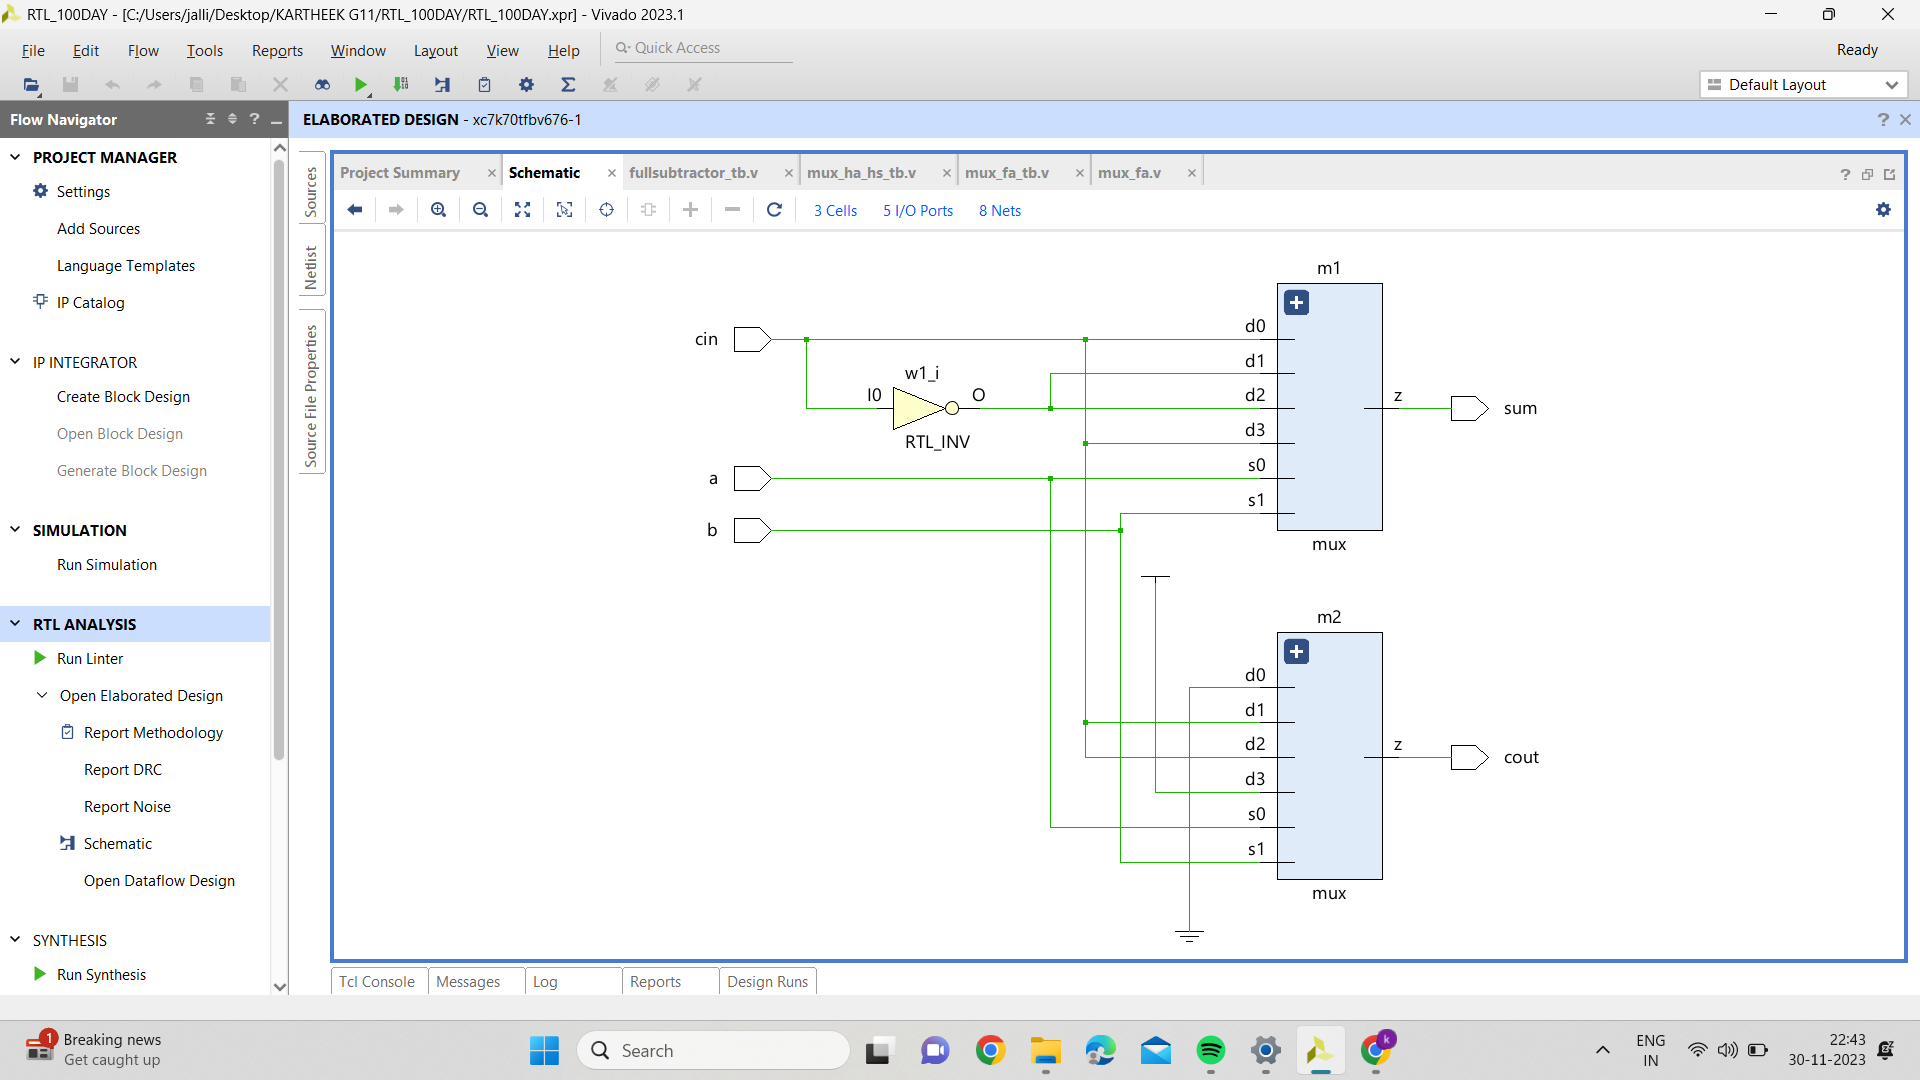 RTL_100DAY - [C:/Users/jalli/Desktop/KARTHEEK G11/RTL_100DAY/RTL_100DAY.xpr] - Vivado 2023.1
File Edit Flow Tools Reports Window Layout View Help Quick Access Ready
Default Layout
Flow Navigator
ELABORATED DESIGN - xc7k70tfbv676-1
PROJECT MANAGER
Settings
Add Sources
Language Templates
IP Catalog
IP INTEGRATOR
Create Block Design
Open Block Design
Generate Block Design
SIMULATION
Run Simulation
RTL ANALYSIS
Run Linter
Open Elaborated Design
Report Methodology
Report DRC
Report Noise
Schematic
Open Dataflow Design
SYNTHESIS
Run Synthesis
Sources
Netlist
Source File Properties
Project Summary Schematic fullsubtractor_tb.v mux_ha_hs_tb.v mux_fa_tb.v mux_fa.v
3 Cells 5 I/O Ports 8 Nets
m1
cin
d0
d1
w1_i
I0
O
d2
z
sum
d3
RTL_INV
a
s0
s1
b
mux
m2
d0
d1
d2
z
cout
d3
s0
s1
mux
Tcl Console Messages Log Reports Design Runs
1
Breaking news
Get caught up
Search
k
ENG
IN
22:43
30-11-2023